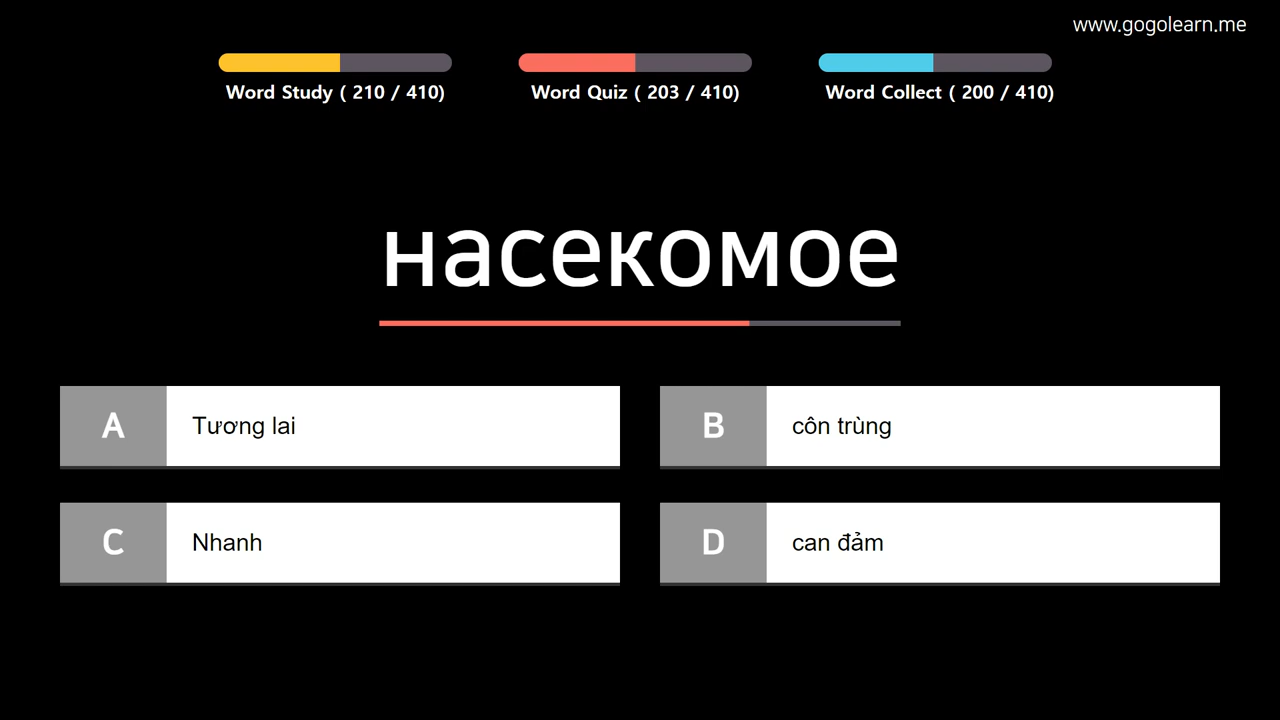 www.gogolearn.me
Word Study ( 210 / 410)
Word Quiz ( 203 / 410)
Word Collect ( 200 / 410)
насекомое
A
Tương lai
B
côn trùng
C
Nhanh
D
can đảm